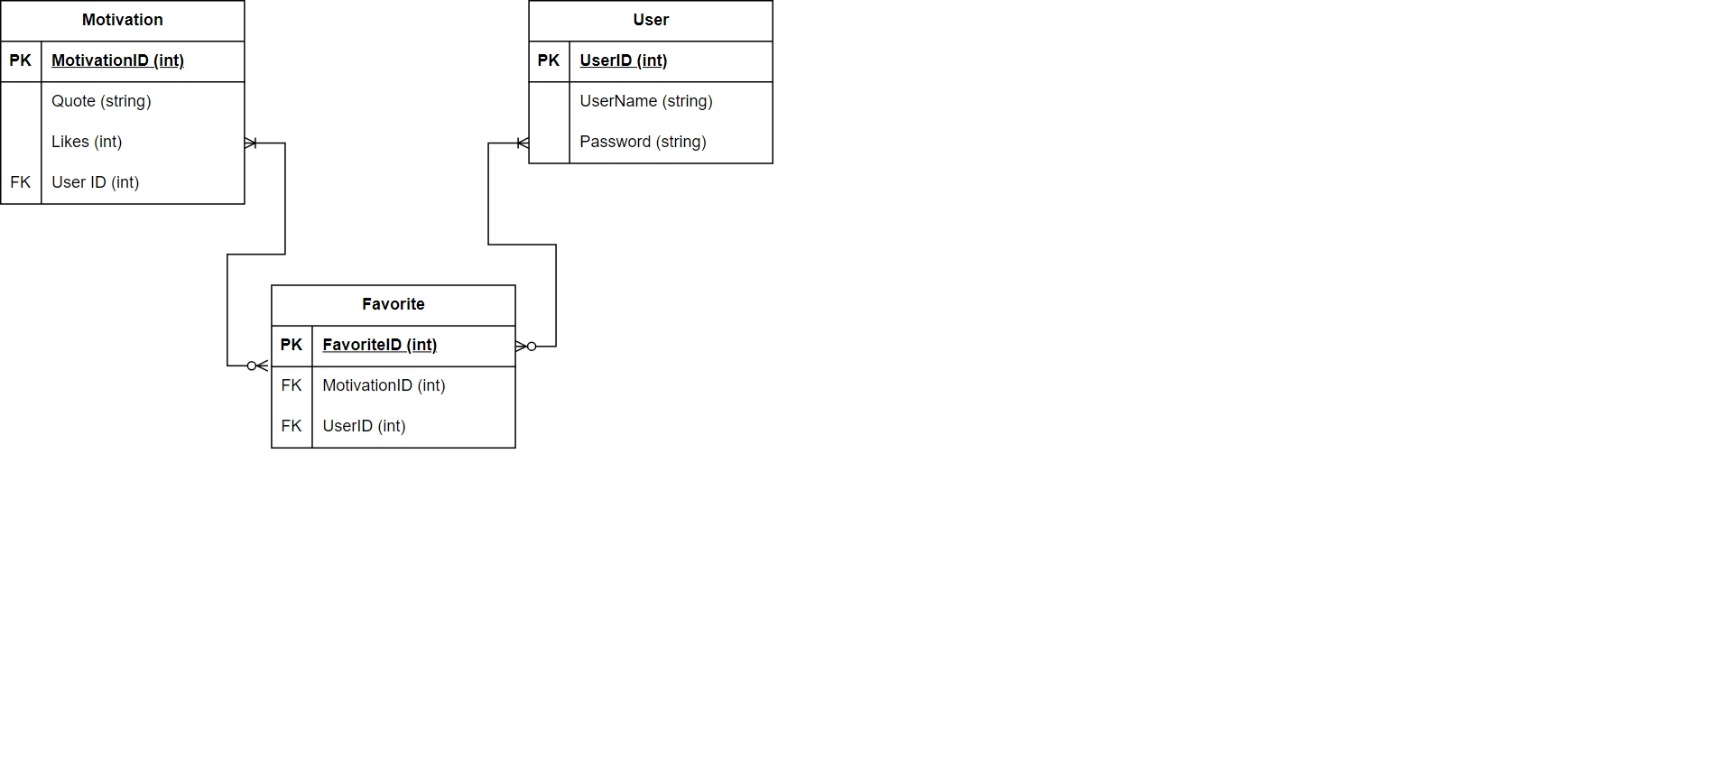 Motivation
PK MotivationID (int)
Quote (string)
Likes (int)
FK User ID (int)
User
PK UserID (int)
UserName (string)
Password (string)
Favorite
PK FavoriteID (int)
FK MotivationID (int)
FK UserID (int)